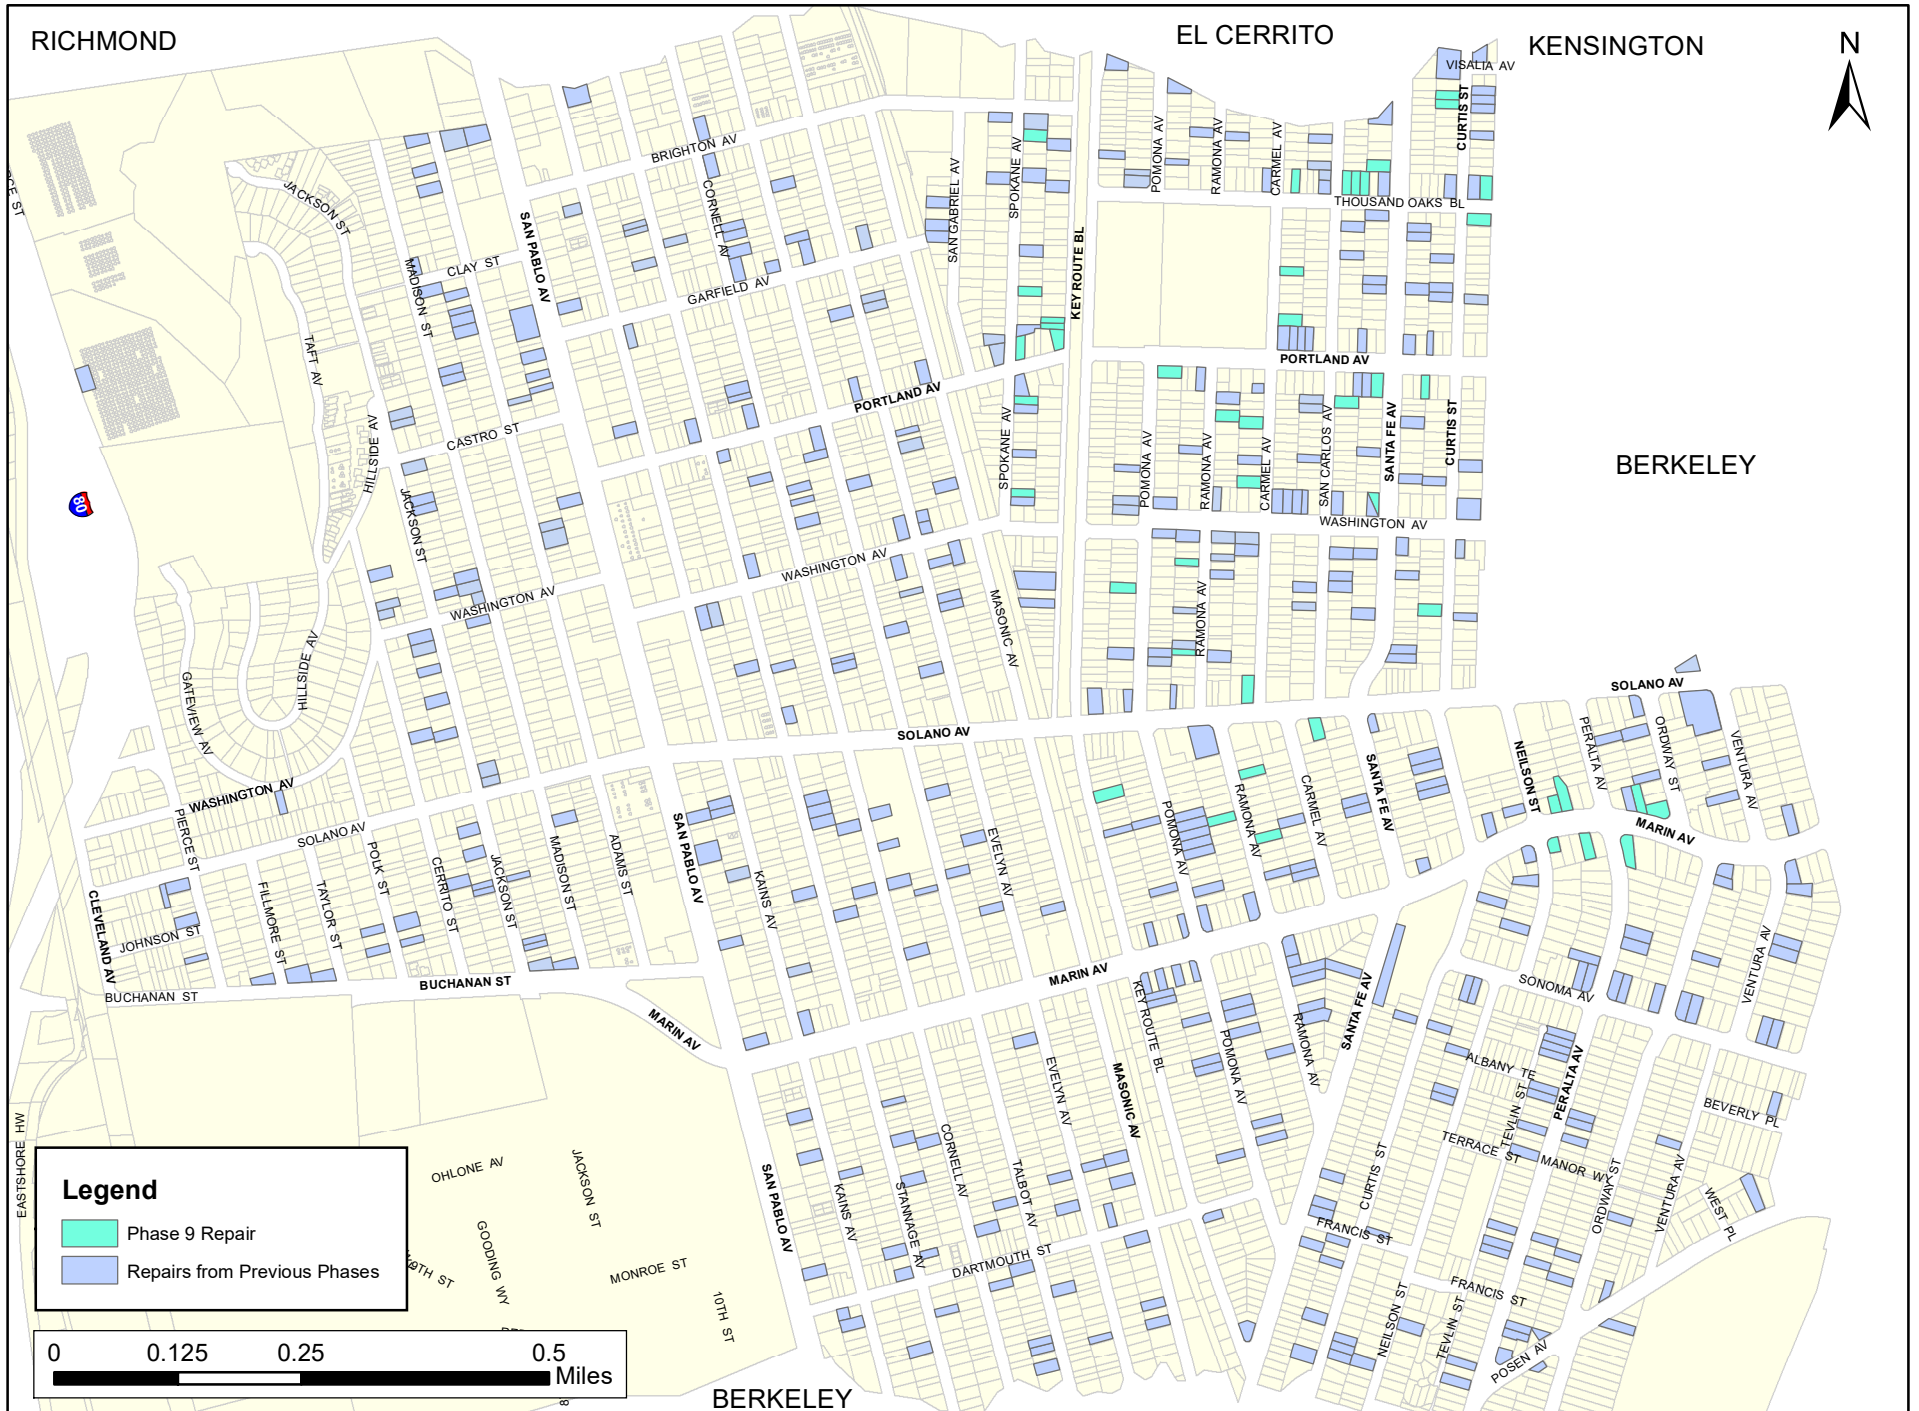 RICHMOND
EL CERRITO
KENSINGTON
N
VISALIA AV
CURTIS ST
BRIGHTON AV
JACKSON ST
CORNELL AV
SAN GABRIEL AV
SPOKANE AV
POMONA AV
RAMONA AV
CARMEL AV
THOUSAND OAKS BL
SAN PABLO AV
KEY ROUTE BL
MADISON ST
CLAY ST
GARFIELD AV
TAFT AV
PORTLAND AV
PORTLAND AV
HILLSIDE AV
CASTRO ST
SPOKANE AV
POMONA AV
RAMONA AV
CARMEL AV
SAN CARLOS AV
SANTA FE AV
CURTIS ST
BERKELEY
80
JACKSON ST
WASHINGTON AV
WASHINGTON AV
WASHINGTON AV
MASONIC AV
RAMONA AV
HILLSIDE AV
GATEVIEW AV
SOLANO AV
SOLANO AV
PERALTA AV
ORDWAY ST
VENTURA AV
NEILSON ST
SANTA FE AV
WASHINGTON AV
SOLANO AV
PIERCE ST
POLK ST
CERRITO ST
JACKSON ST
MADISON ST
ADAMS ST
SAN PABLO AV
KAINS AV
EVELYN AV
POMONA AV
RAMONA AV
CARMEL AV
MARIN AV
CLEVELAND AV
JOHNSON ST
FILLMORE ST
TAYLOR ST
BUCHANAN ST
BUCHANAN ST
MARIN AV
MARIN AV
KEY ROUTE BL
POMONA AV
RAMONA AV
SANTA FE AV
SONOMA AV
VENTURA AV
ALBANY TE
PERALTA AV
TEVLIN ST
BEVERLY PL
TERRACE ST
MANOR WY
EVELYN AV
MASONIC AV
EASTSHORE HW
OHLONE AV
JACKSON ST
CORNELL AV
TALBOT AV
STANNAGE AV
KAINS AV
SAN PABLO AV
CURTIS ST
ORDWAY ST
VENTURA AV
WEST PL
GOODING WY
MONROE ST
10TH ST
DARTMOUTH ST
FRANCIS ST
FRANCIS ST
NEILSON ST
TEVLIN ST
POSEN AV
Legend
Phase 9 Repair
Repairs from Previous Phases
0 0.125 0.25 0.5
Miles
BERKELEY